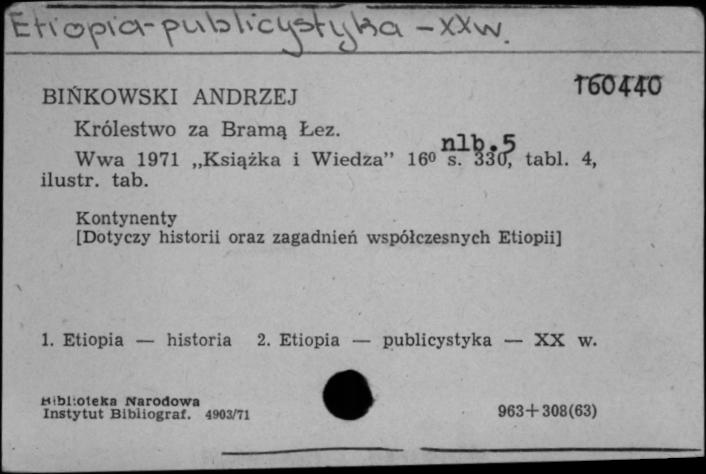 Etiopia - publicystyka - XX w.
160440
BIŃKOWSKI ANDRZEJ
Królestwo za Bramą Łez.
nlb.5
Wwa 1971 „Książka i Wiedza" 16⁰ s. 330, tabl. 4,
ilustr. tab.
Kontynenty
[Dotyczy historii oraz zagadnień współczesnych Etiopii]
1. Etiopia — historia 2. Etiopia — publicystyka — XX w.
Biblioteka Narodowa
Instytut Bibliograf. 4903/71
963+308(63)